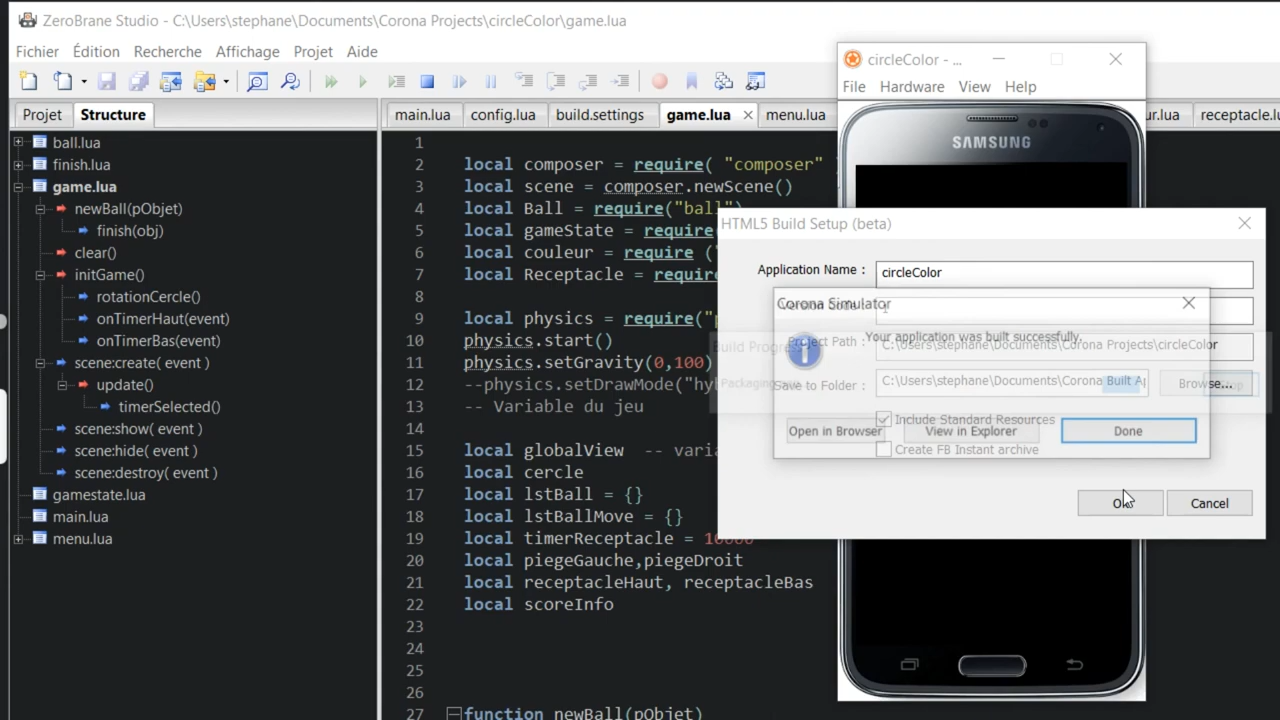 ZeroBrane Studio - C:\Users\stephane\Documents\Corona Projects\circleColor\game.lua
Fichier Édition Recherche Affichage Projet Aide
Projet Structure
ball.lua
finish.lua
game.lua
newBall(pObjet)
finish(obj)
clear()
initGame()
rotationCercle()
onTimerHaut(event)
onTimerBas(event)
scene:create( event )
update()
timerSelected()
scene:show( event )
scene:hide( event )
scene:destroy( event )
gamestate.lua
main.lua
menu.lua
main.lua config.lua build.settings game.lua menu.lua ur.lua receptacle.lu
1
2 local composer = require( "composer" )
3 local scene = composer.newScene()
4 local Ball = require("ball")
5 local gameState = require(
6 local couleur = require (
7 local Receptacle = require
8
9 local physics = require("p
10 physics.start()
11 physics.setGravity(0,100)
12 --physics.setDrawMode("hy
13 -- Variable du jeu
14
15 local globalView -- varia
16 local cercle
17 local lstBall = {}
18 local lstBallMove = {}
19 local timerReceptacle = 10000
20 local piegeGauche,piegeDroit
21 local receptacleHaut, receptacleBas
22 local scoreInfo
23
24
25
26
27 function newBall(pObjet)
circleColor - ...
File Hardware View Help
SAMSUNG
HTML5 Build Setup (beta)
Application Name : circleColor
Version Code : 1
Project Path : C:\Users\stephane\Documents\Corona Projects\circleColor
Save to Folder : C:\Users\stephane\Documents\Corona Built Ap Browse...
Include Standard Resources
Create FB Instant archive
OK Cancel
Corona Simulator
Your application was built successfully.
Open in Browser View in Explorer Done
Build Progress
Packaging